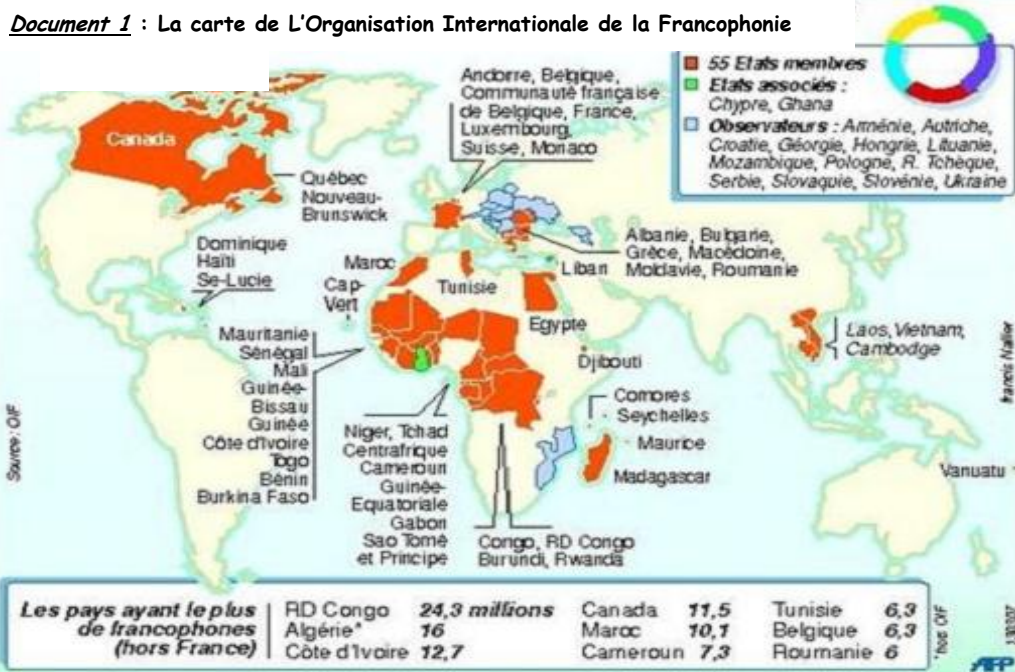 Document 1 : La carte de L'Organisation Internationale de la Francophonie
55 Etats membres
Etats associés :
Chypre, Ghana
Observateurs : Arménie, Autriche,
Croatie, Géorgie, Hongrie, Lituanie,
Mozambique, Pologne, R. Tchèque,
Serbie, Slovaquie, Slovénie, Ukraine
Andorre, Belgique,
Communauté française
de Belgique, France,
Luxembourg,
Suisse, Monaco
Canada
Québec
Nouveau-
Brunswick
Dominique
Haïti
Se-Lucie
Maroc
Cap-
Vert
Tunisie
Liban
Albanie, Bulgarie,
Grèce, Macédoine,
Moldavie, Roumanie
Egypte
Djibouti
Laos, Vietnam,
Cambodge
Mauritanie
Sénégal
Mali
Guinée-
Bissau
Guinée
Côte d'Ivoire
Togo
Bénin
Burkina Faso
Niger, Tchad
Centrafrique
Cameroun
Guinée-
Equatoriale
Gabon
Sao Tomé
et Principe
Congo, RD Congo
Burundi, Rwanda
Comores
Seychelles
Maurice
Madagascar
Vanuatu
Source: OIF
francis Nallier
Les pays ayant le plus
de francophones
(hors France)
RD Congo 24,3 millions
Algérie* 16
Côte d'Ivoire 12,7
Canada 11,5
Maroc 10,1
Cameroun 7,3
Tunisie 6,3
Belgique 6,3
Roumanie 6
*hors OIF
130307
AFP